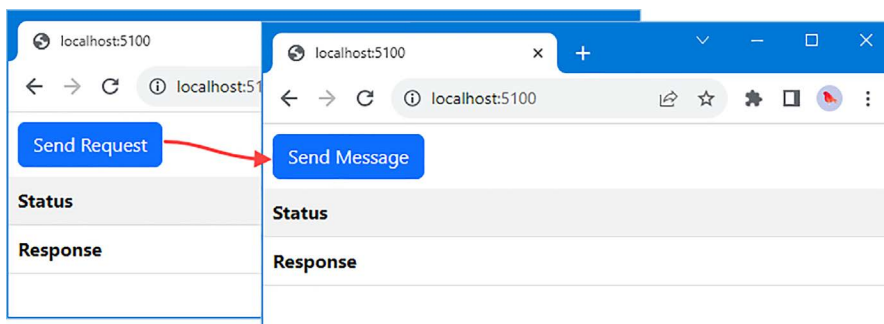 localhost:5100
localhost:51
Send Request
Status
Response
localhost:5100
localhost:5100
Send Message
Status
Response